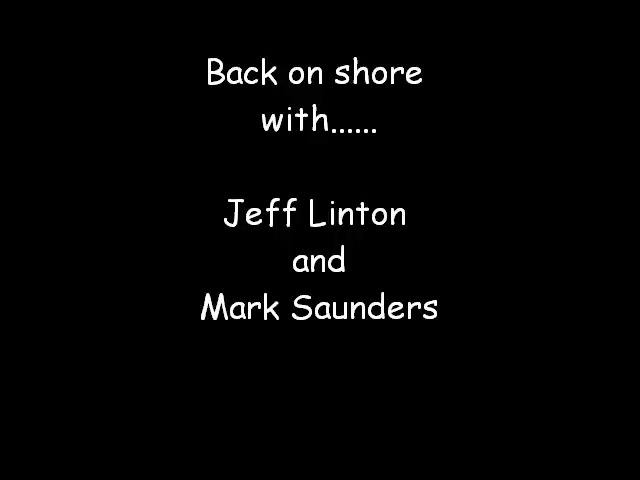 Back on shore
with......
Jeff Linton
and
Mark Saunders